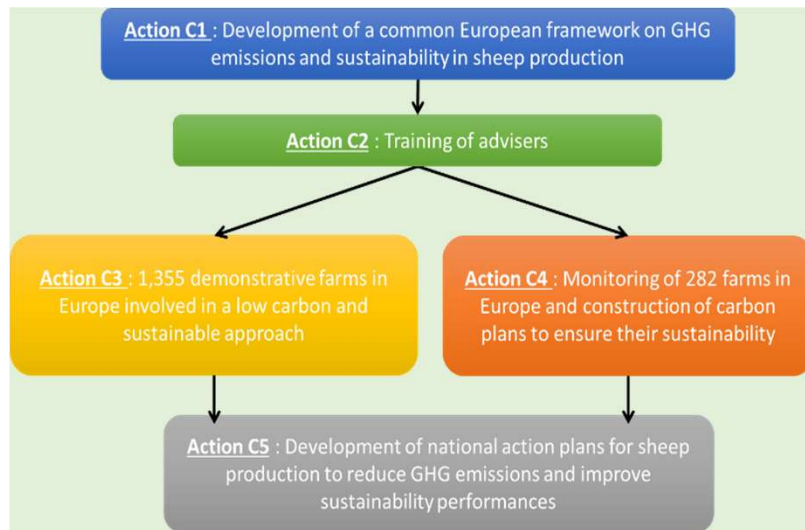 Action C1 : Development of a common European framework on GHG
emissions and sustainability in sheep production
Action C2 : Training of advisers
Action C3 : 1,355 demonstrative farms in
Europe involved in a low carbon and
sustainable approach
Action C4 : Monitoring of 282 farms in
Europe and construction of carbon
plans to ensure their sustainability
Action C5 : Development of national action plans for sheep
production to reduce GHG emissions and improve
sustainability performances